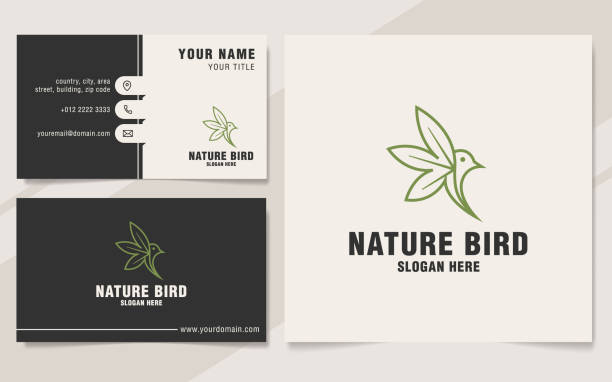 YOUR NAME
YOUR TITLE
country, city, area
street, building, zip code
+012 2222 3333
youremail@domain.com
NATURE BIRD
SLOGAN HERE
NATURE BIRD
SLOGAN HERE
www.yourdomain.com
NATURE BIRD
SLOGAN HERE